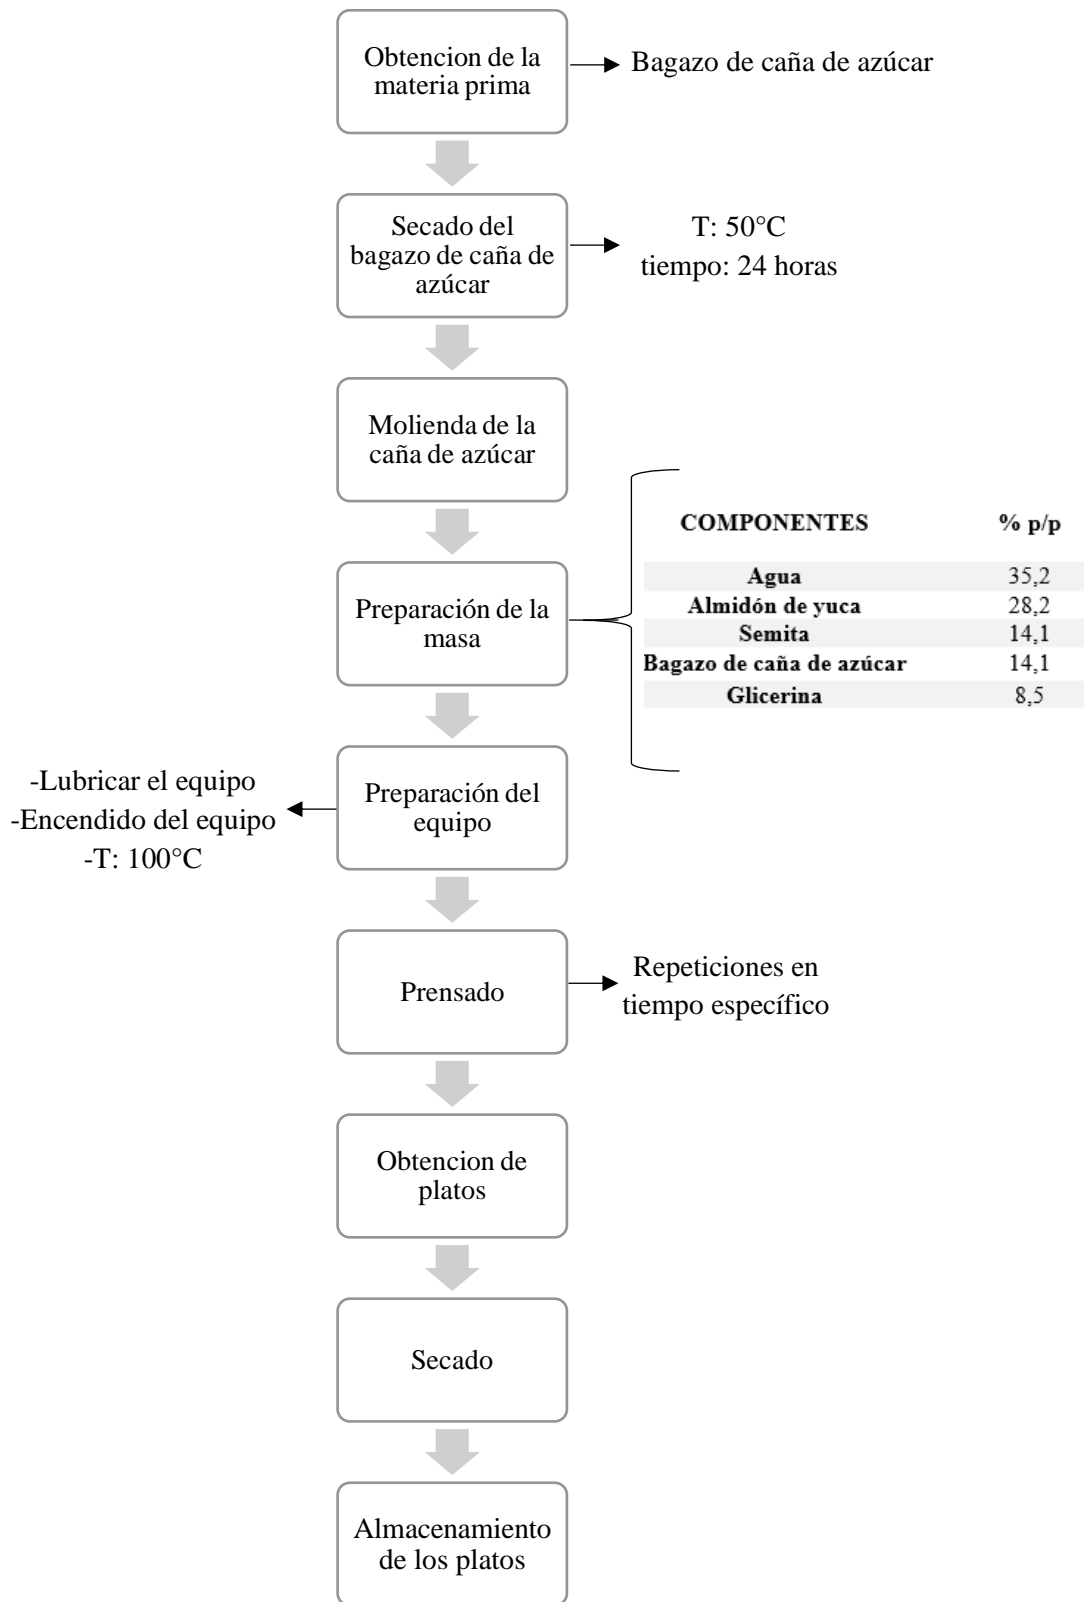 Obtencion de la
materia prima
Bagazo de caña de azúcar
Secado del
bagazo de caña de
azúcar
T: 50°C
tiempo: 24 horas
Molienda de la
caña de azúcar
Preparación de la
masa
COMPONENTES % p/p
Agua 35,2
Almidón de yuca 28,2
Semita 14,1
Bagazo de caña de azúcar 14,1
Glicerina 8,5
-Lubricar el equipo
-Encendido del equipo
-T: 100°C
Preparación del
equipo
Prensado
Repeticiones en
tiempo específico
Obtencion de
platos
Secado
Almacenamiento
de los platos